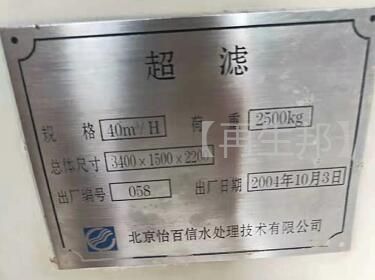 超滤
规格 40m³/H 荷重 2500kg
总体尺寸 3400×1500×2200
出厂编号 058 出厂日期 2004年10月3日
北京怡百信水处理技术有限公司
【再生邦】